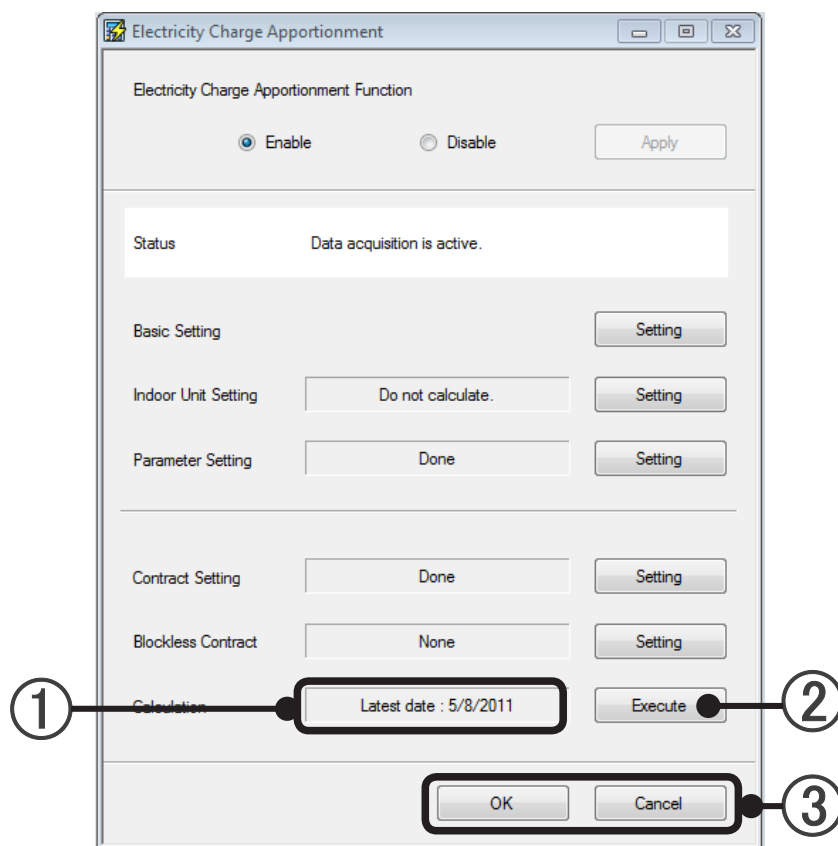 Electricity Charge Apportionment
Electricity Charge Apportionment Function
Enable Disable Apply
Status Data acquisition is active.
Basic Setting Setting
Indoor Unit Setting Do not calculate. Setting
Parameter Setting Done Setting
Contract Setting Done Setting
Blockless Contract None Setting
① Calculation Latest date : 5/8/2011 Execute ②
OK Cancel ③